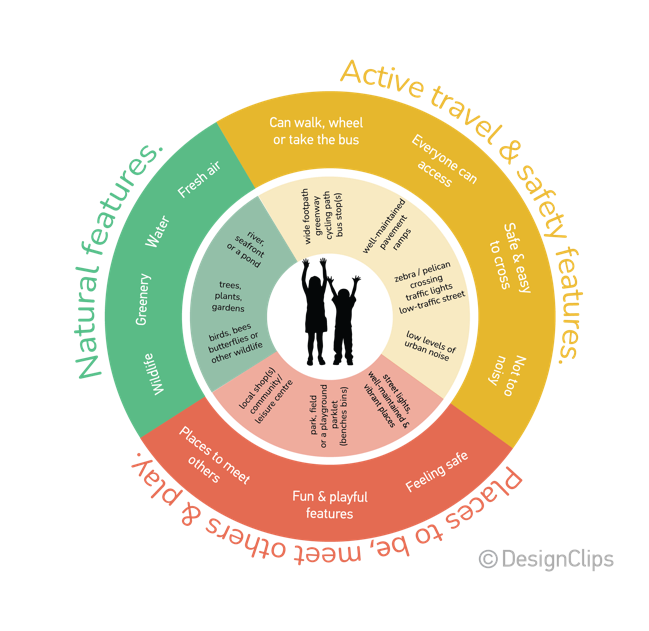 Active travel & safety features.
Can walk, wheel
or take the bus
Everyone can
access
Safe & easy
to cross
Not too
noisy
wide footpath
greenway
cycling path
bus stop(s)
well-maintained
pavement
ramps
zebra / pelican
crossing
traffic lights
low-traffic street
low levels of
urban noise
Places to be, meet others & play.
Feeling safe
Fun & playful
features
Places to meet
others
street lights,
well-maintained &
vibrant places
park, field
or a playground
parklet
(benches bins)
local shop(s)
community/
leisure centre
Natural features.
Wildlife
Greenery
Water
Fresh air
birds, bees
butterflies or
other wildlife
trees,
plants,
gardens
river,
seafront
or a pond
© DesignClips